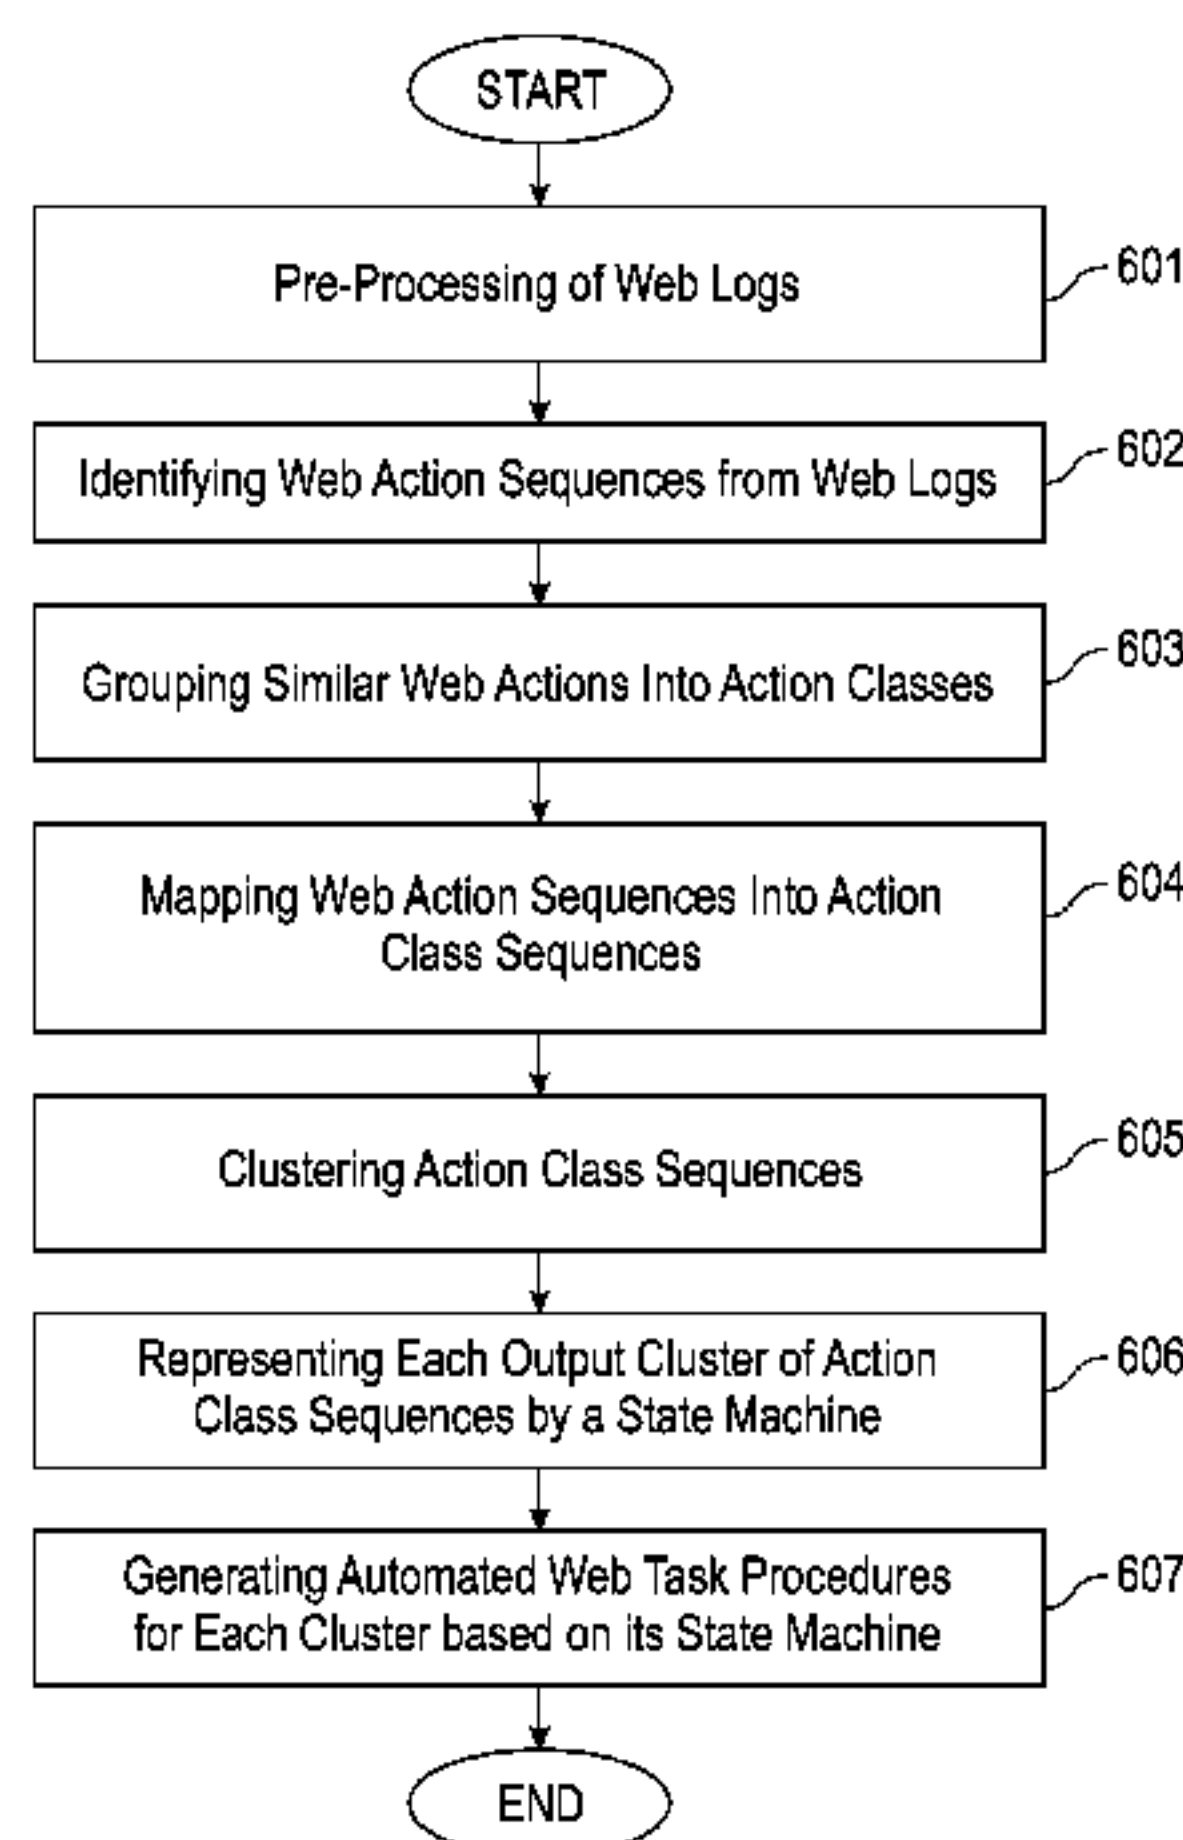 START
Pre-Processing of Web Logs
601
Identifying Web Action Sequences from Web Logs
602
Grouping Similar Web Actions Into Action Classes
603
Mapping Web Action Sequences Into Action
Class Sequences
604
Clustering Action Class Sequences
605
Representing Each Output Cluster of Action
Class Sequences by a State Machine
606
Generating Automated Web Task Procedures
for Each Cluster based on its State Machine
607
END